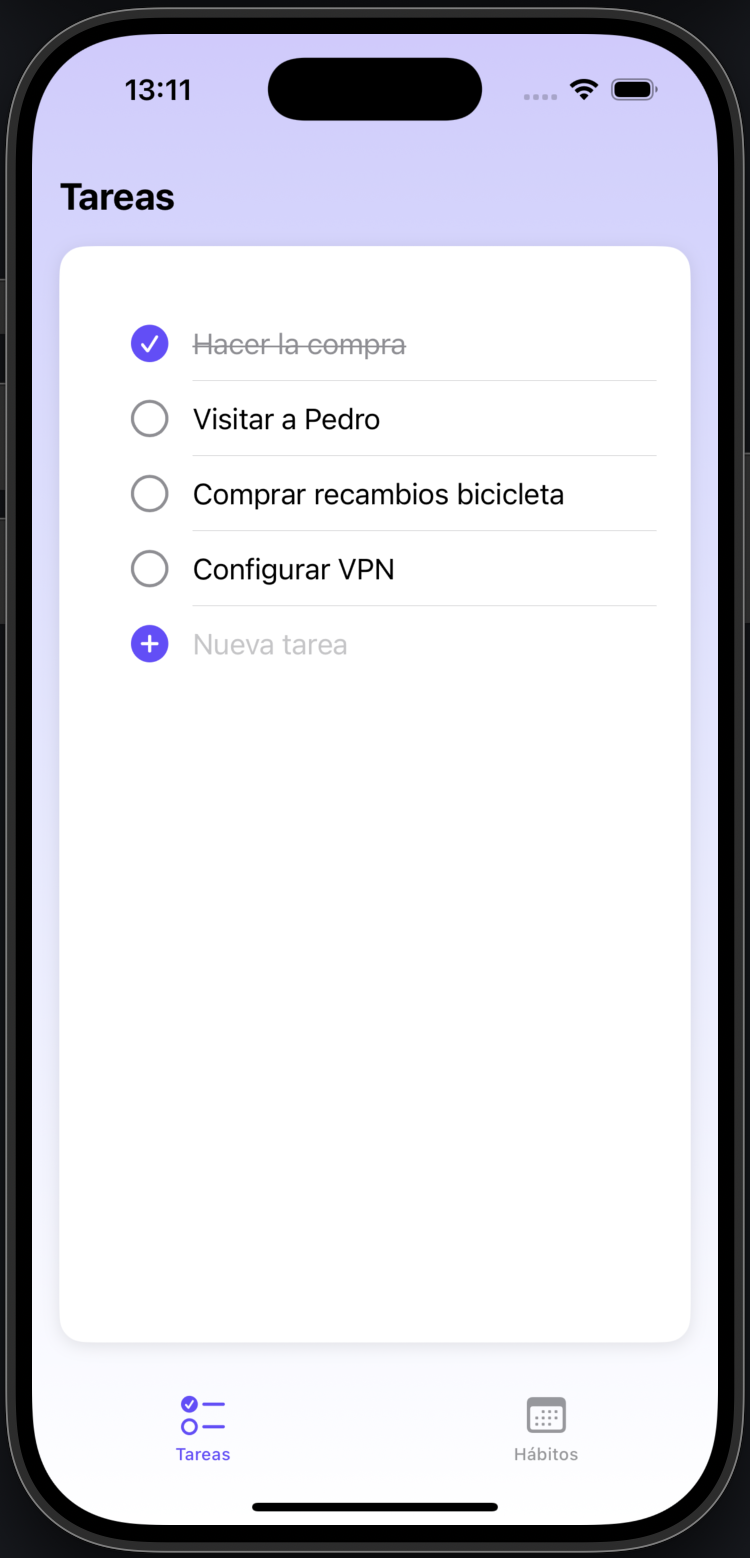 13:11
Tareas
Hacer la compra
Visitar a Pedro
Comprar recambios bicicleta
Configurar VPN
Nueva tarea
Tareas
Hábitos